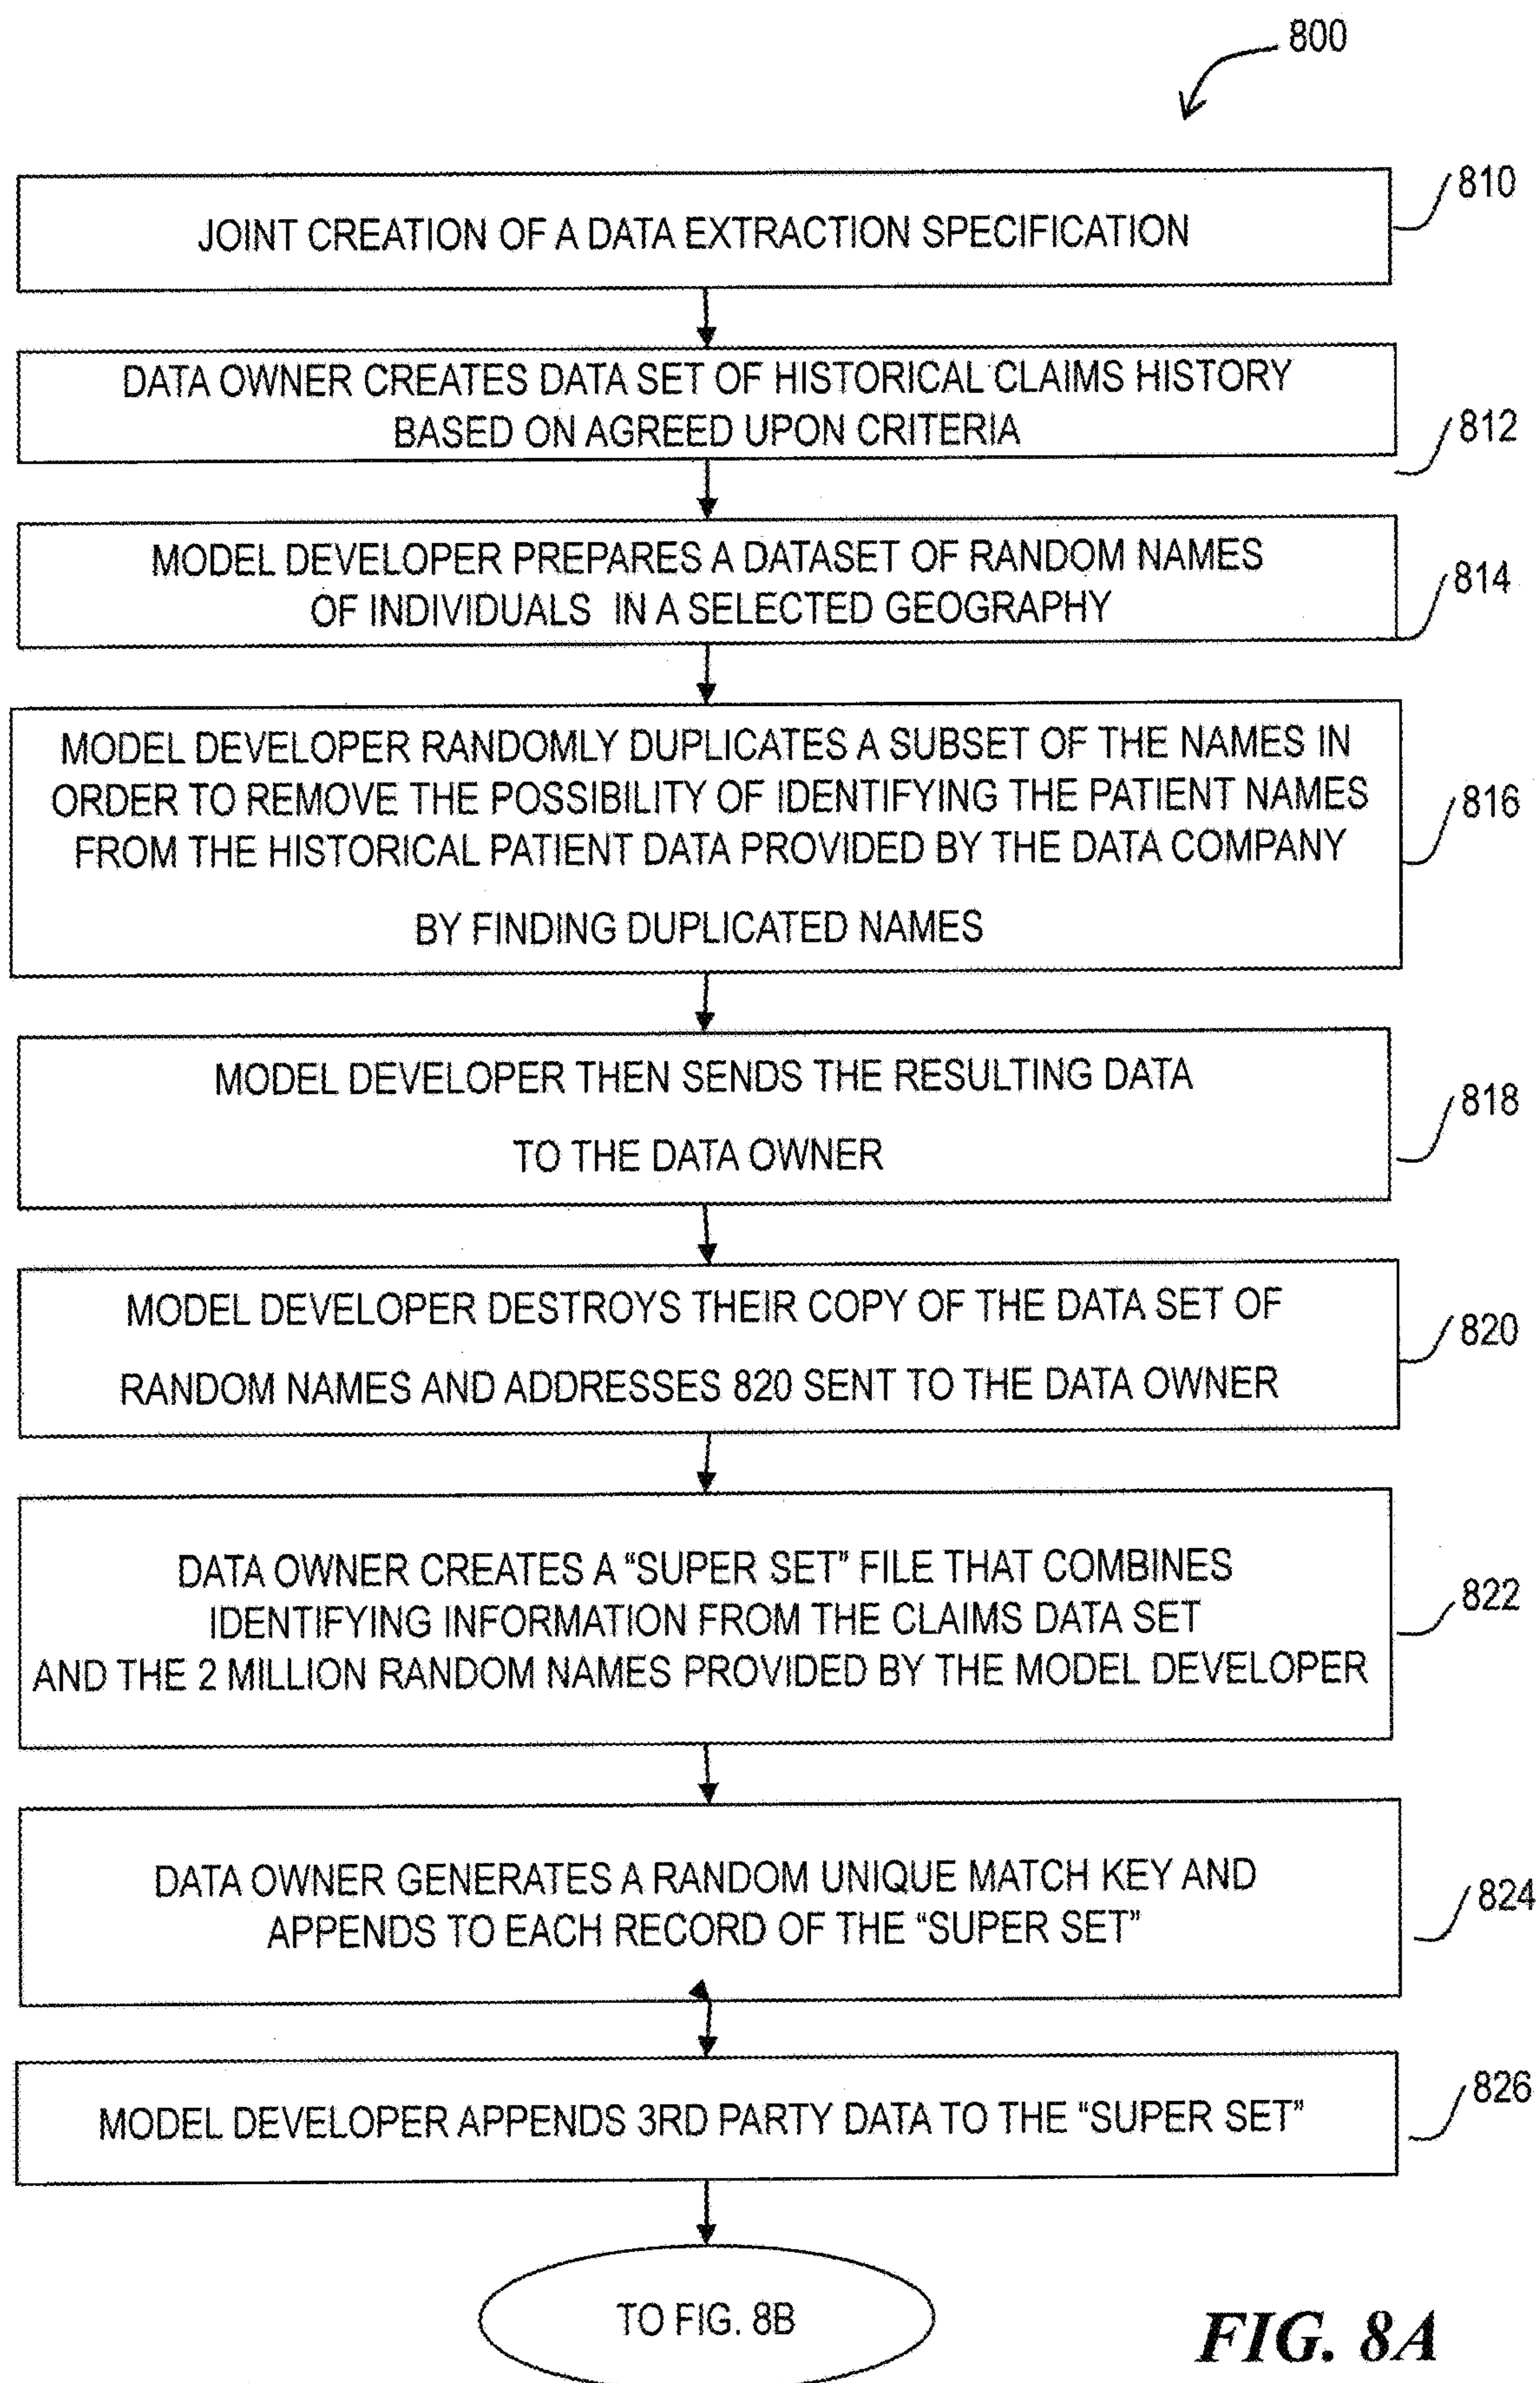 800
810
JOINT CREATION OF A DATA EXTRACTION SPECIFICATION
DATA OWNER CREATES DATA SET OF HISTORICAL CLAIMS HISTORY
BASED ON AGREED UPON CRITERIA
812
MODEL DEVELOPER PREPARES A DATASET OF RANDOM NAMES
OF INDIVIDUALS IN A SELECTED GEOGRAPHY
814
MODEL DEVELOPER RANDOMLY DUPLICATES A SUBSET OF THE NAMES IN
ORDER TO REMOVE THE POSSIBILITY OF IDENTIFYING THE PATIENT NAMES
FROM THE HISTORICAL PATIENT DATA PROVIDED BY THE DATA COMPANY
BY FINDING DUPLICATED NAMES
816
MODEL DEVELOPER THEN SENDS THE RESULTING DATA
TO THE DATA OWNER
818
MODEL DEVELOPER DESTROYS THEIR COPY OF THE DATA SET OF
RANDOM NAMES AND ADDRESSES 820 SENT TO THE DATA OWNER
820
DATA OWNER CREATES A “SUPER SET” FILE THAT COMBINES
IDENTIFYING INFORMATION FROM THE CLAIMS DATA SET
AND THE 2 MILLION RANDOM NAMES PROVIDED BY THE MODEL DEVELOPER
822
DATA OWNER GENERATES A RANDOM UNIQUE MATCH KEY AND
APPENDS TO EACH RECORD OF THE “SUPER SET”
824
MODEL DEVELOPER APPENDS 3RD PARTY DATA TO THE “SUPER SET”
826
TO FIG. 8B
FIG. 8A